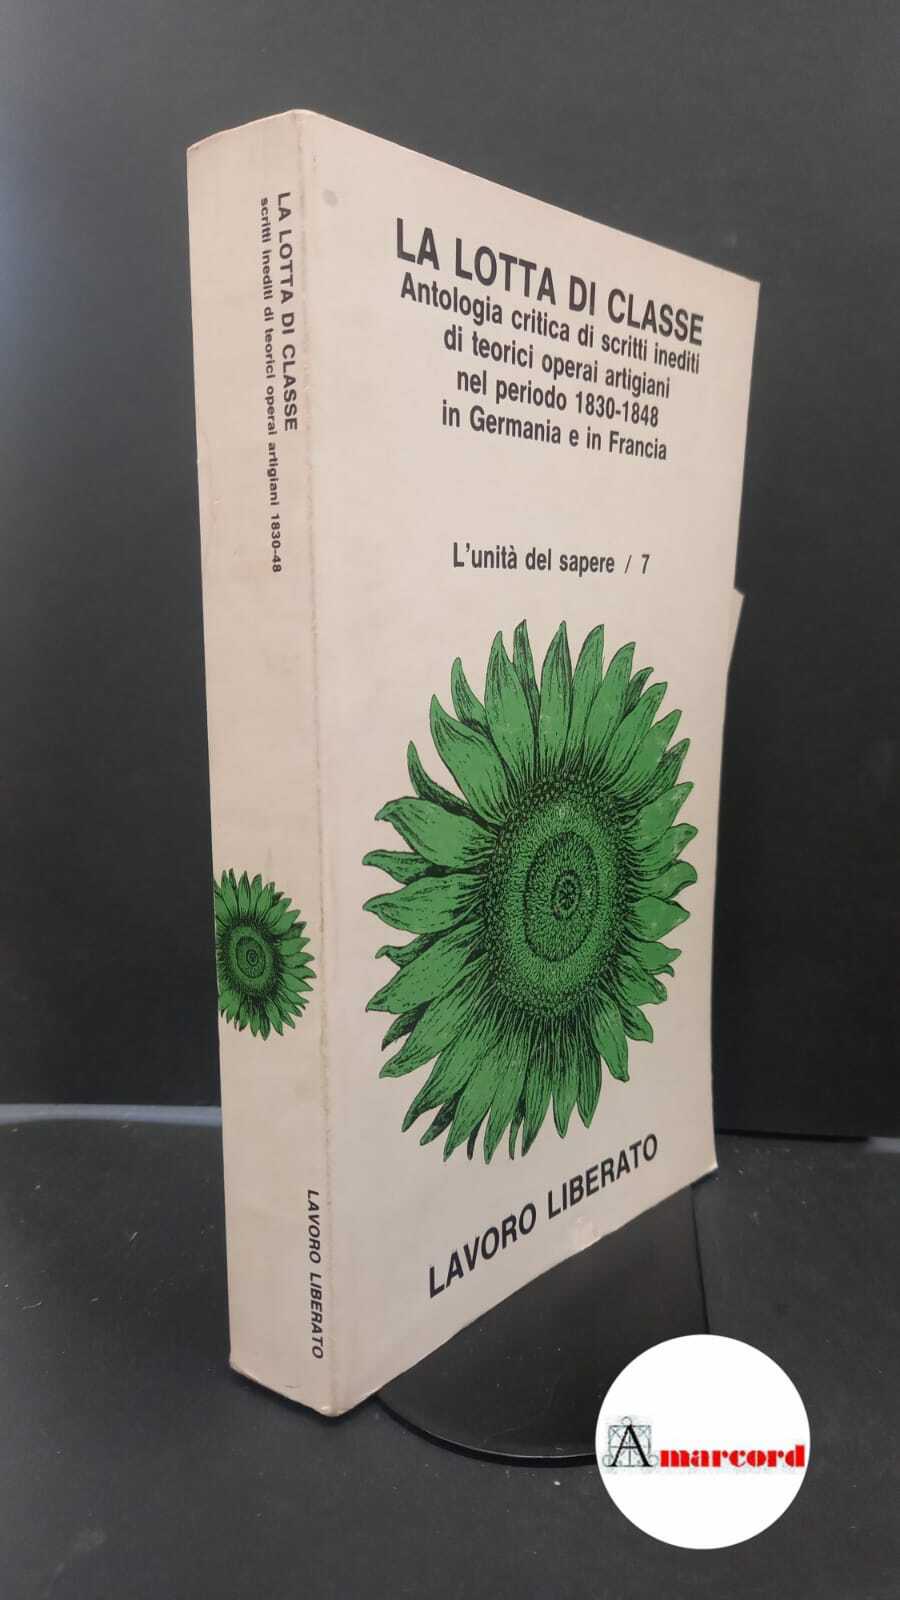 LA LOTTA DI CLASSE
scritti inediti di teorici operai artigiani 1830-48
LAVORO LIBERATO
LA LOTTA DI CLASSE
Antologia critica di scritti inediti
di teorici operai artigiani
nel periodo 1830-1848
in Germania e in Francia
L'unità del sapere / 7
LAVORO LIBERATO
Amarcord